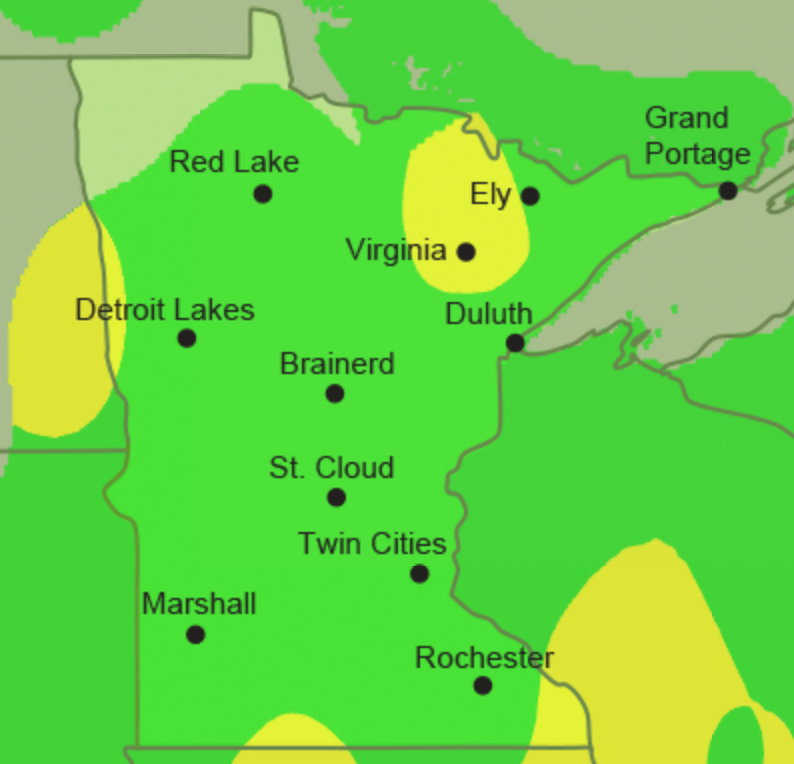 Grand
Portage
Red Lake
Ely
Virginia
Detroit Lakes
Duluth
Brainerd
St. Cloud
Twin Cities
Marshall
Rochester